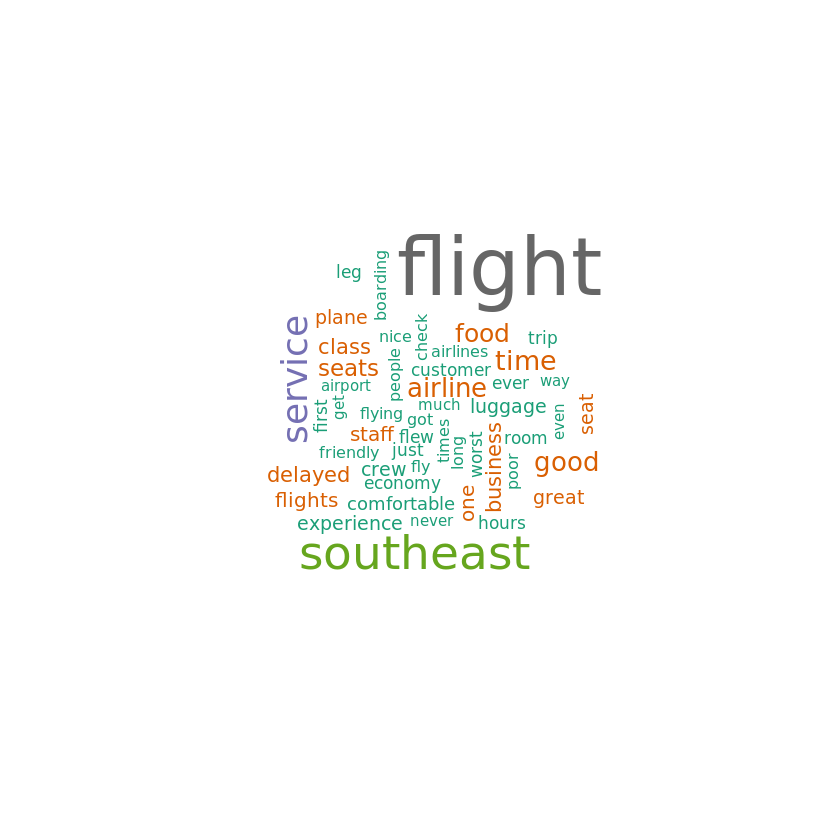 flight
leg
boarding
plane
service
nice
check
food
trip
class
airlines
time
seats
people
customer
airport
airline
ever
way
first
get
flying
much
luggage
seat
got
even
staff
flew
times
room
friendly
just
long
worst
business
crew
fly
poor
good
delayed
economy
flights
comfortable
one
great
experience
never
hours
southeast